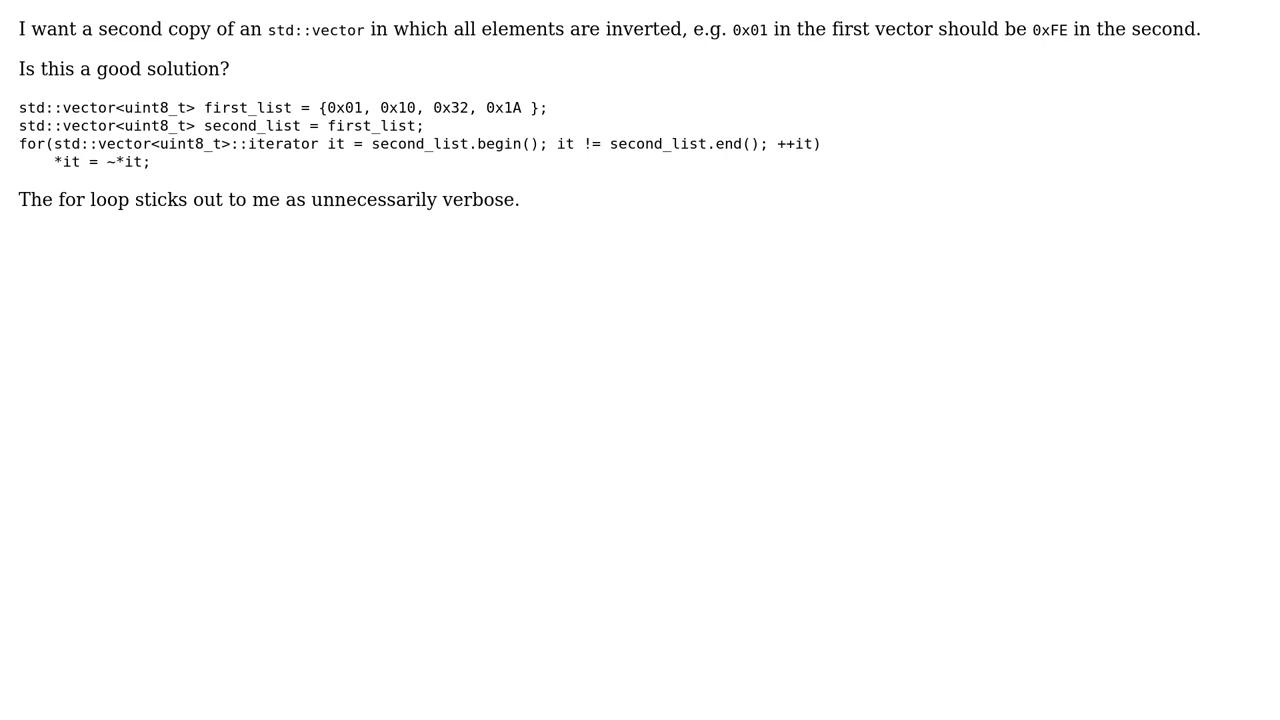 I want a second copy of an std::vector in which all elements are inverted, e.g. 0x01 in the first vector should be 0xFE in the second.
Is this a good solution?
std::vector<uint8_t> first_list = {0x01, 0x10, 0x32, 0x1A };
std::vector<uint8_t> second_list = first_list;
for(std::vector<uint8_t>::iterator it = second_list.begin(); it != second_list.end(); ++it)
    *it = ~*it;
The for loop sticks out to me as unnecessarily verbose.